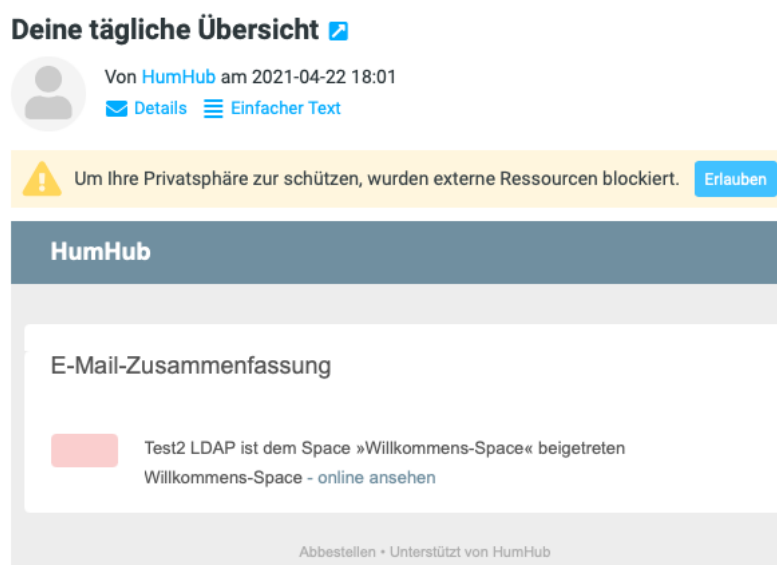 Deine tägliche Übersicht
Von HumHub am 2021-04-22 18:01
Details Einfacher Text
Um Ihre Privatsphäre zur schützen, wurden externe Ressourcen blockiert. Erlauben
HumHub
E-Mail-Zusammenfassung
Test2 LDAP ist dem Space »Willkommens-Space« beigetreten
Willkommens-Space - online ansehen
Abbestellen • Unterstützt von HumHub